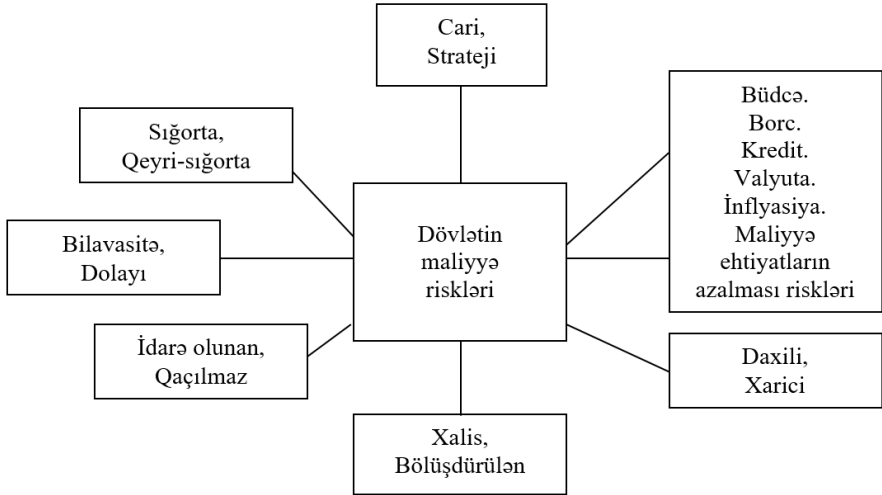 Cari,
Strateji
Sığorta,
Qeyri-sığorta
Büdcə.
Borc.
Kredit.
Valyuta.
İnflyasiya.
Maliyyə
ehtiyatların
azalması riskləri
Bilavasitə,
Dolayı
Dövlətin
maliyyə
riskləri
İdarə olunan,
Qaçılmaz
Daxili,
Xarici
Xalis,
Bölüşdürülən